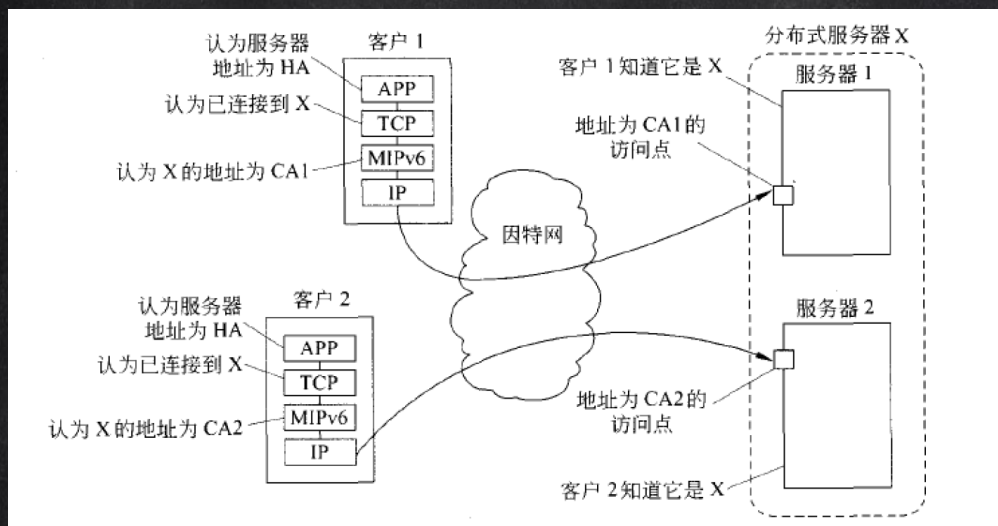 分布式服务器 X
客户 1
认为服务器
地址为 HA
APP
认为已连接到 X
TCP
认为 X 的地址为 CA1
MIPv6
IP
因特网
客户 1 知道它是 X
服务器 1
地址为 CA1 的
访问点
客户 2
认为服务器
地址为 HA
APP
认为已连接到 X
TCP
认为 X 的地址为 CA2
MIPv6
IP
服务器 2
地址为 CA2 的
访问点
客户 2 知道它是 X